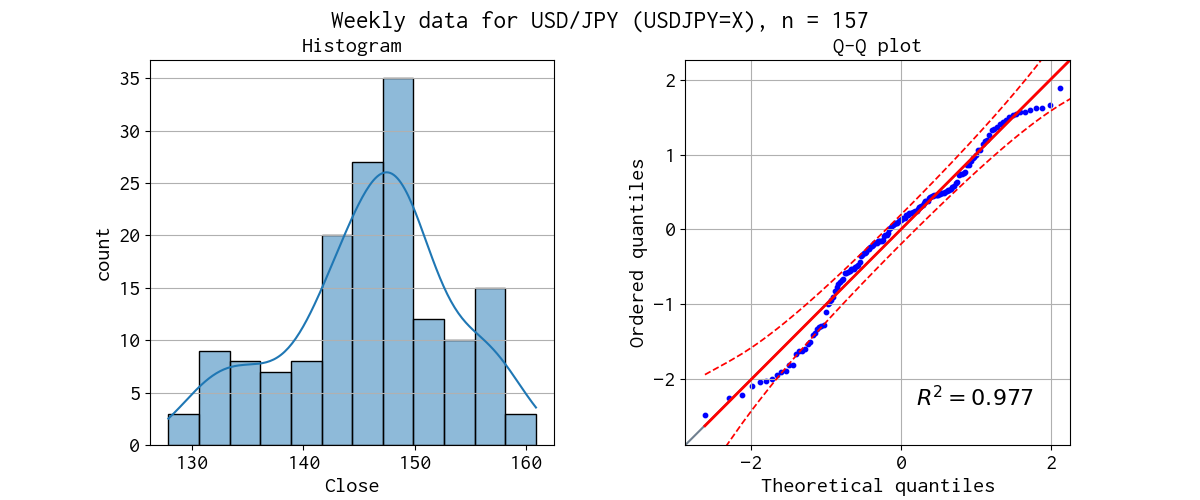 Weekly data for USD/JPY (USDJPY=X), n = 157
Histogram
35
30
25
20
15
10
5
0
count
130 140 150 160
Close
Q-Q plot
2
1
0
−1
−2
Ordered quantiles
R² = 0.977
−2 0 2
Theoretical quantiles